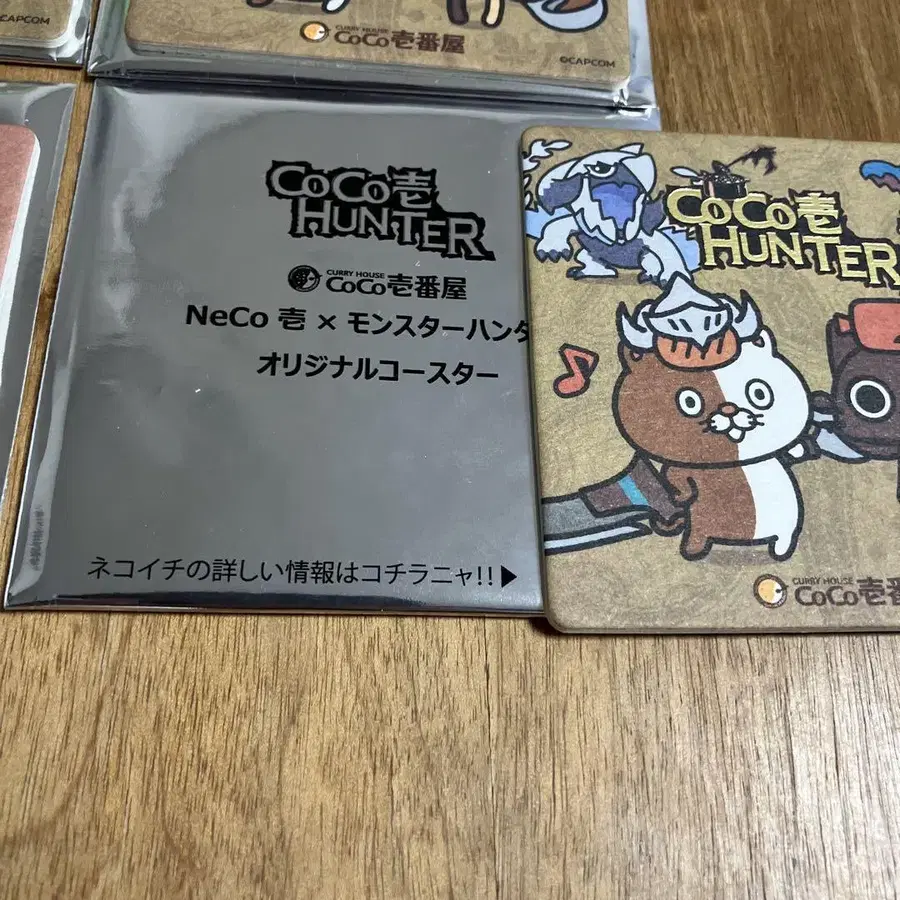 ©CAPCOM
CURRY HOUSE
CoCo壱番屋
©CAPCOM
CoCo壱
HUNTER
CURRY HOUSE
CoCo壱番屋
NeCo 壱 × モンスターハンタ
オリジナルコースター
ネコイチの詳しい情報はコチラニャ!!▶
CoCo壱
HUNTER
CURRY HOUSE
CoCo壱番